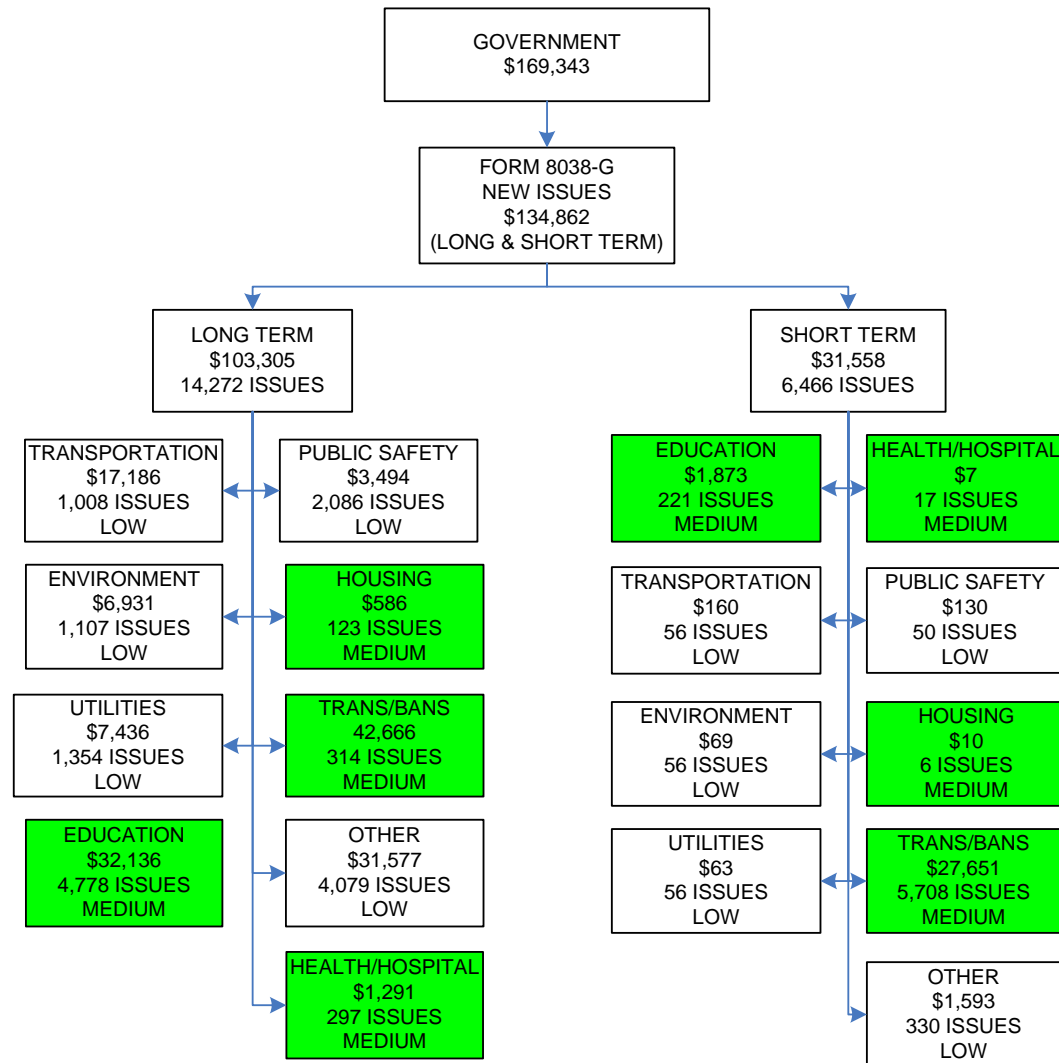 GOVERNMENT
$169,343
FORM 8038-G
NEW ISSUES
$134,862
(LONG & SHORT TERM)
LONG TERM
$103,305
14,272 ISSUES
SHORT TERM
$31,558
6,466 ISSUES
TRANSPORTATION
$17,186
1,008 ISSUES
LOW
PUBLIC SAFETY
$3,494
2,086 ISSUES
LOW
ENVIRONMENT
$6,931
1,107 ISSUES
LOW
HOUSING
$586
123 ISSUES
MEDIUM
UTILITIES
$7,436
1,354 ISSUES
LOW
TRANS/BANS
42,666
314 ISSUES
MEDIUM
EDUCATION
$32,136
4,778 ISSUES
MEDIUM
OTHER
$31,577
4,079 ISSUES
LOW
HEALTH/HOSPITAL
$1,291
297 ISSUES
MEDIUM
EDUCATION
$1,873
221 ISSUES
MEDIUM
HEALTH/HOSPITAL
$7
17 ISSUES
MEDIUM
TRANSPORTATION
$160
56 ISSUES
LOW
PUBLIC SAFETY
$130
50 ISSUES
LOW
ENVIRONMENT
$69
56 ISSUES
LOW
HOUSING
$10
6 ISSUES
MEDIUM
UTILITIES
$63
56 ISSUES
LOW
TRANS/BANS
$27,651
5,708 ISSUES
MEDIUM
OTHER
$1,593
330 ISSUES
LOW